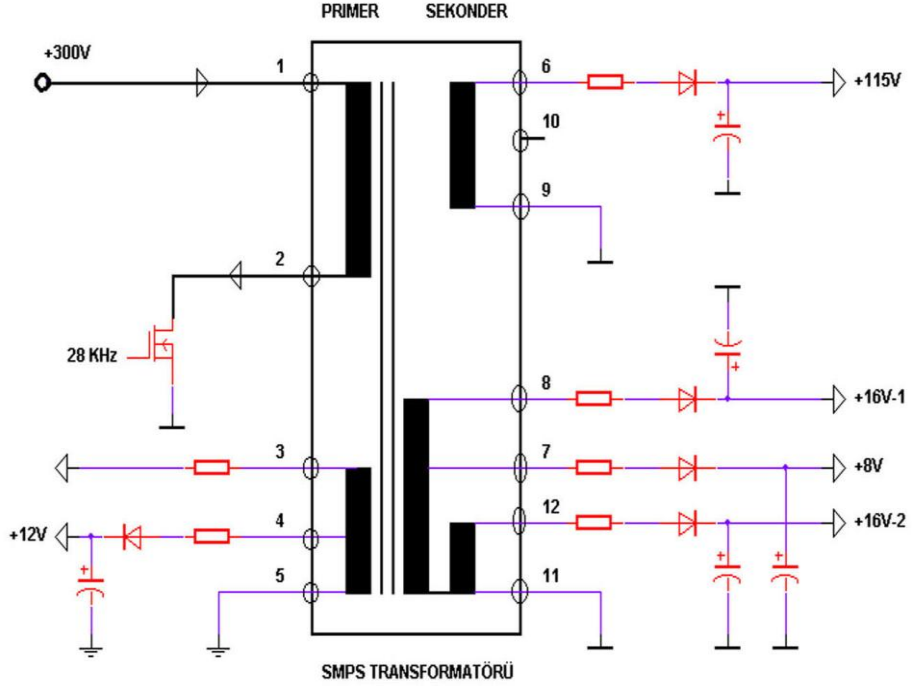 PRIMER SEKONDER
+300V
1
6
+115V
10
9
2
28 KHz
8
+16V-1
3
7
+8V
12
+16V-2
4
+12V
5
11
SMPS TRANSFORMATÖRÜ